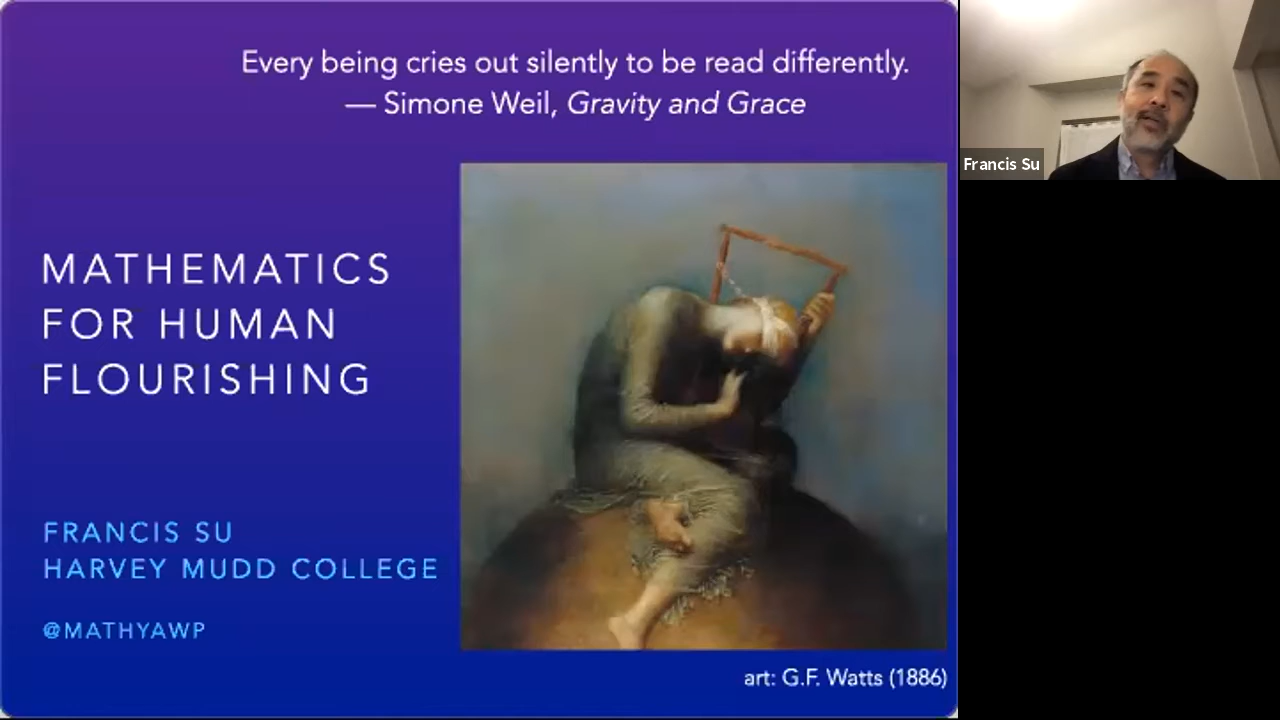 Every being cries out silently to be read differently.
— Simone Weil, Gravity and Grace
MATHEMATICS
FOR HUMAN
FLOURISHING
FRANCIS SU
HARVEY MUDD COLLEGE
@MATHYAWP
art: G.F. Watts (1886)
Francis Su